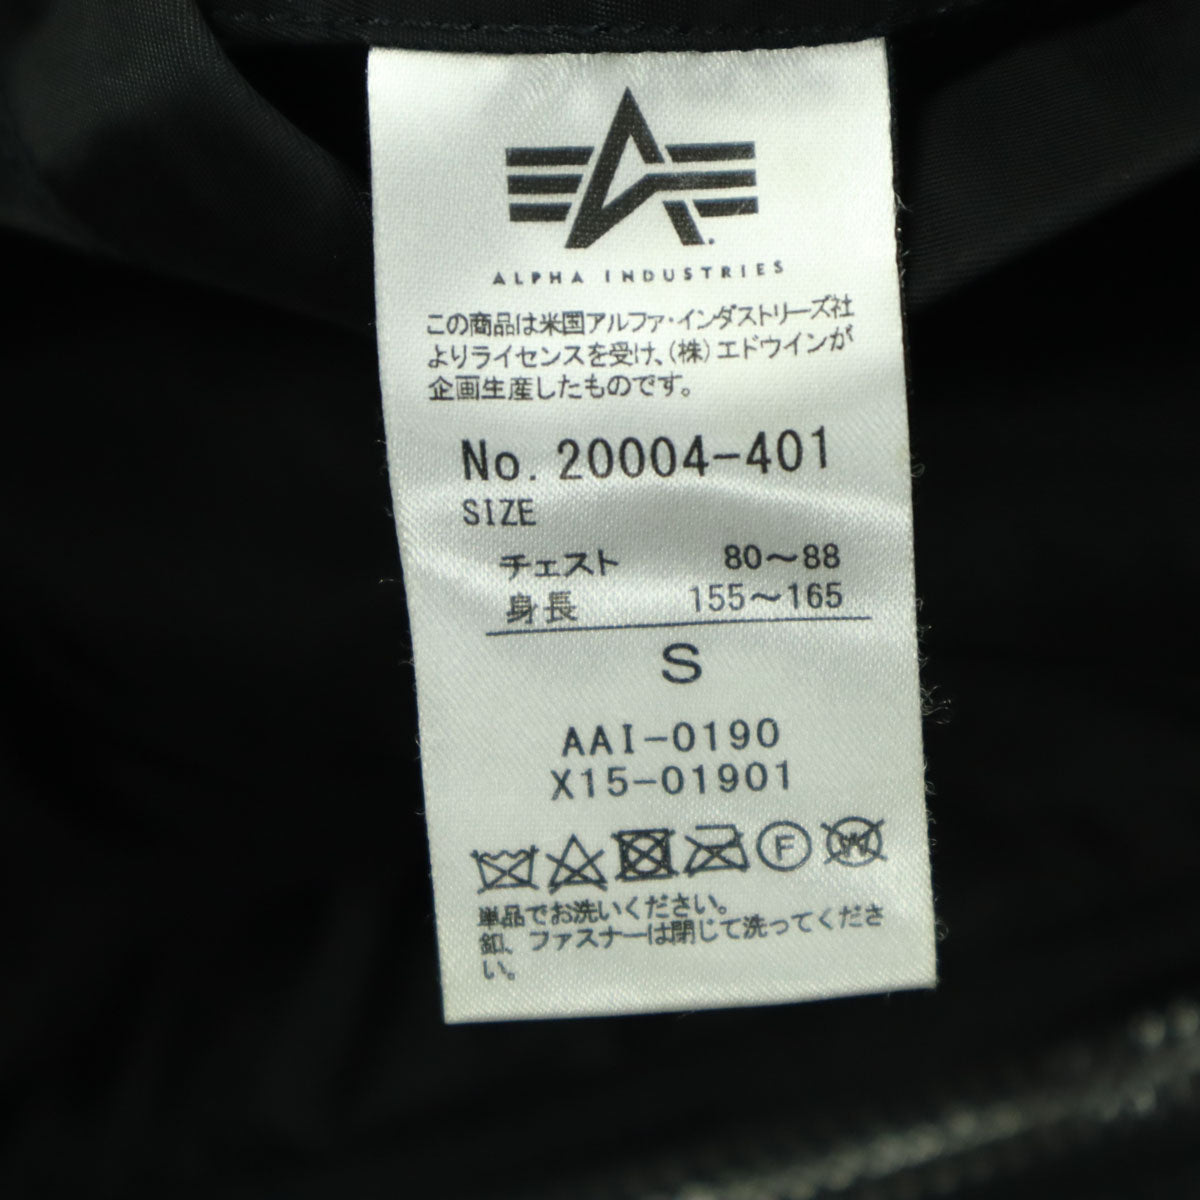 ALPHA INDUSTRIES
この商品は米国アルファ・インダストリーズ社
よりライセンスを受け、(株)エドウインが
企画生産したものです。
No. 20004-401
SIZE
チェスト 80～88
身長 155～165
S
AAI-0190
X15-01901
F W
単品でお洗いください。
釦、ファスナーは閉じて洗ってくださ
い。